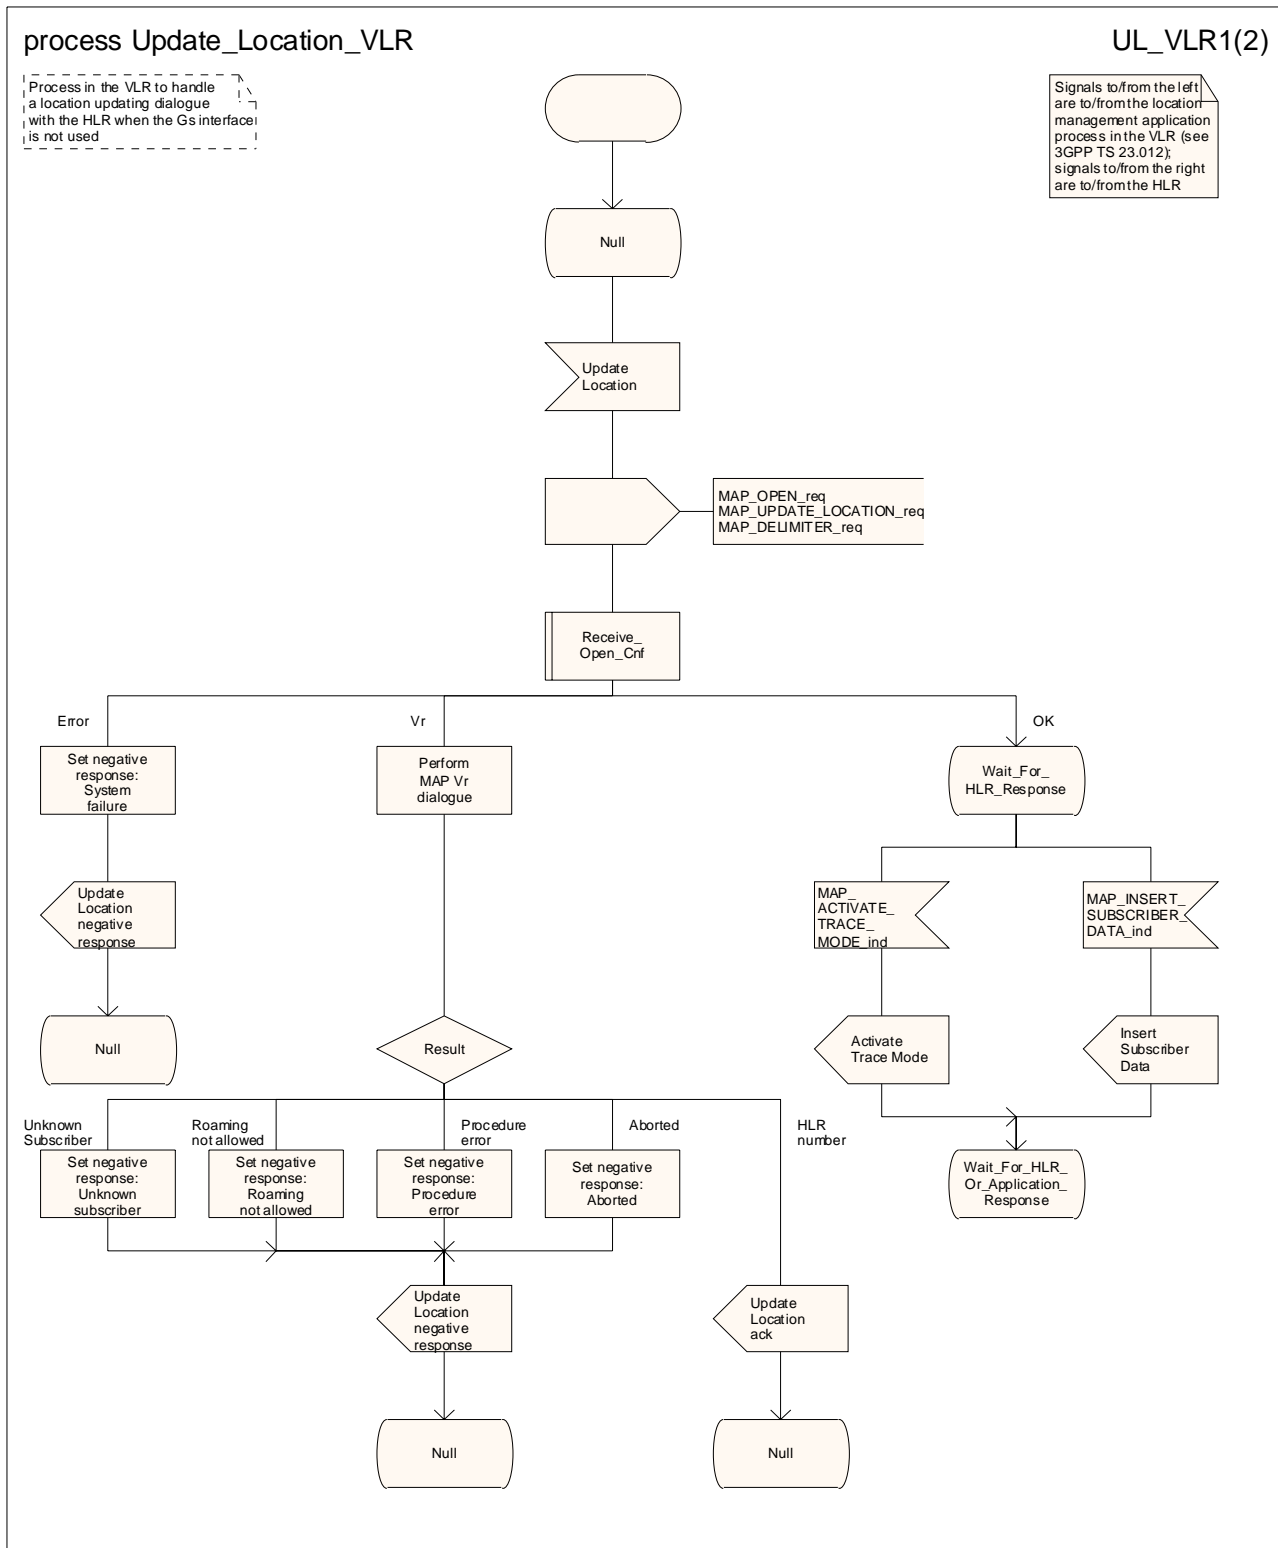 process Update_Location_VLR
UL_VLR1(2)
Process in the VLR to handle
a location updating dialogue
with the HLR when the Gs interface
is not used
Signals to/from the left
are to/from the location
management application
process in the VLR (see
3GPP TS 23.012);
signals to/from the right
are to/from the HLR
Null
Update
Location
MAP_OPEN_req
MAP_UPDATE_LOCATION_req
MAP_DELIMITER_req
Receive_
Open_Cnf
Error
Vr
OK
Set negative
response:
System
failure
Perform
MAP Vr
dialogue
Wait_For_
HLR_Response
Update
Location
negative
response
MAP_
ACTIVATE_
TRACE_
MODE_ind
MAP_INSERT_
SUBSCRIBER_
DATA_ind
Null
Result
Activate
Trace Mode
Insert
Subscriber
Data
Unknown
Subscriber
Roaming
not allowed
Procedure
error
Aborted
HLR
number
Set negative
response:
Unknown
subscriber
Set negative
response:
Roaming
not allowed
Set negative
response:
Procedure
error
Set negative
response:
Aborted
Wait_For_HLR_
Or_Application_
Response
Update
Location
negative
response
Update
Location
ack
Null
Null